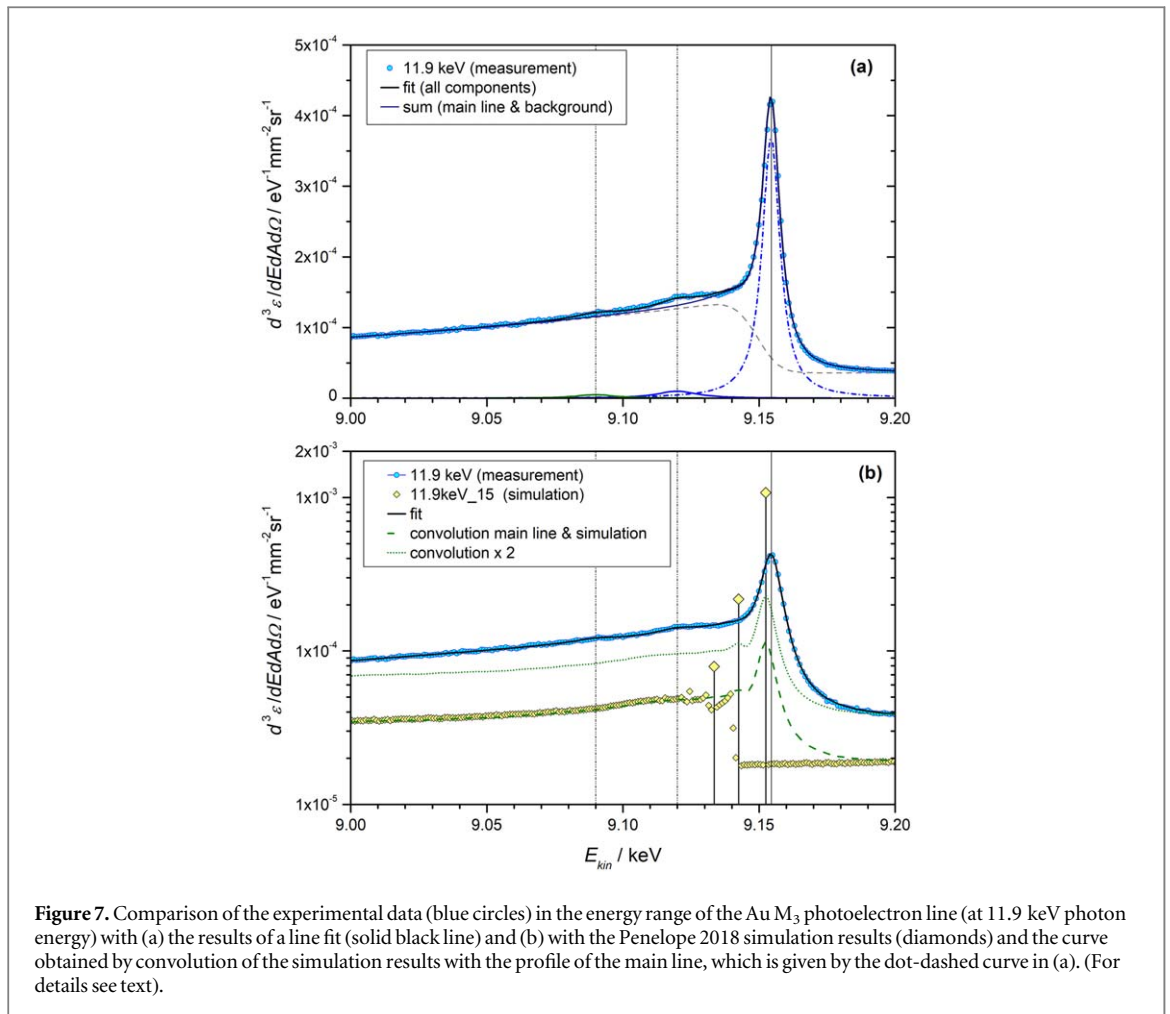 5x10⁻⁴
4x10⁻⁴
3x10⁻⁴
2x10⁻⁴
1x10⁻⁴
0
d³ε/dEdAdΩ / eV⁻¹mm⁻²sr⁻¹
11.9 keV (measurement)
fit (all components)
sum (main line & background)
(a)
9.00 9.05 9.10 9.15 9.20
2x10⁻³
1x10⁻³
1x10⁻⁴
1x10⁻⁵
d³ε/dEdAdΩ / eV⁻¹mm⁻²sr⁻¹
11.9 keV (measurement)
11.9keV_15 (simulation)
fit
convolution main line & simulation
convolution x 2
(b)
9.00 9.05 9.10 9.15 9.20
E_kin / keV
Figure 7. Comparison of the experimental data (blue circles) in the energy range of the Au M₃ photoelectron line (at 11.9 keV photon
energy) with (a) the results of a line fit (solid black line) and (b) with the Penelope 2018 simulation results (diamonds) and the curve
obtained by convolution of the simulation results with the profile of the main line, which is given by the dot-dashed curve in (a). (For
details see text).